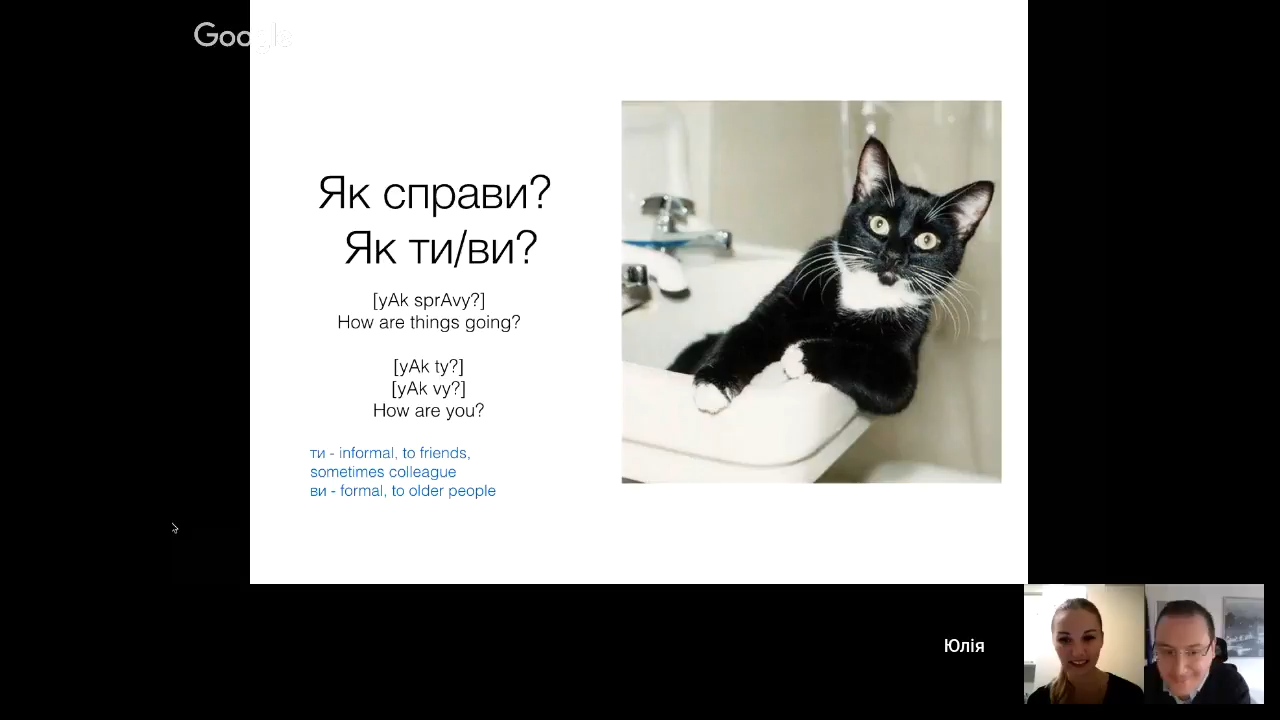 Google
Як справи?
Як ти/ви?
[yAk sprAvy?]
How are things going?
[yAk ty?]
[yAk vy?]
How are you?
ти - informal, to friends,
sometimes colleague
ви - formal, to older people
Юлія